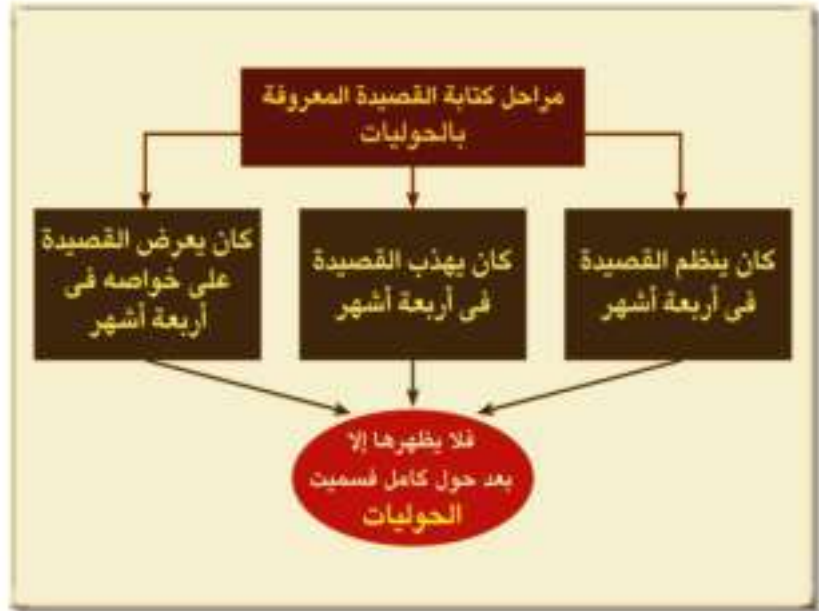 مراحل كتابة القصيدة المعروفة
بالحوليات
كان ينظم القصيدة
فى أربعة أشهر
كان يهذب القصيدة
فى أربعة أشهر
كان يعرض القصيدة
على خواصه فى
أربعة أشهر
فلا يظهرها إلا
بعد حول كامل فسميت
الحوليات